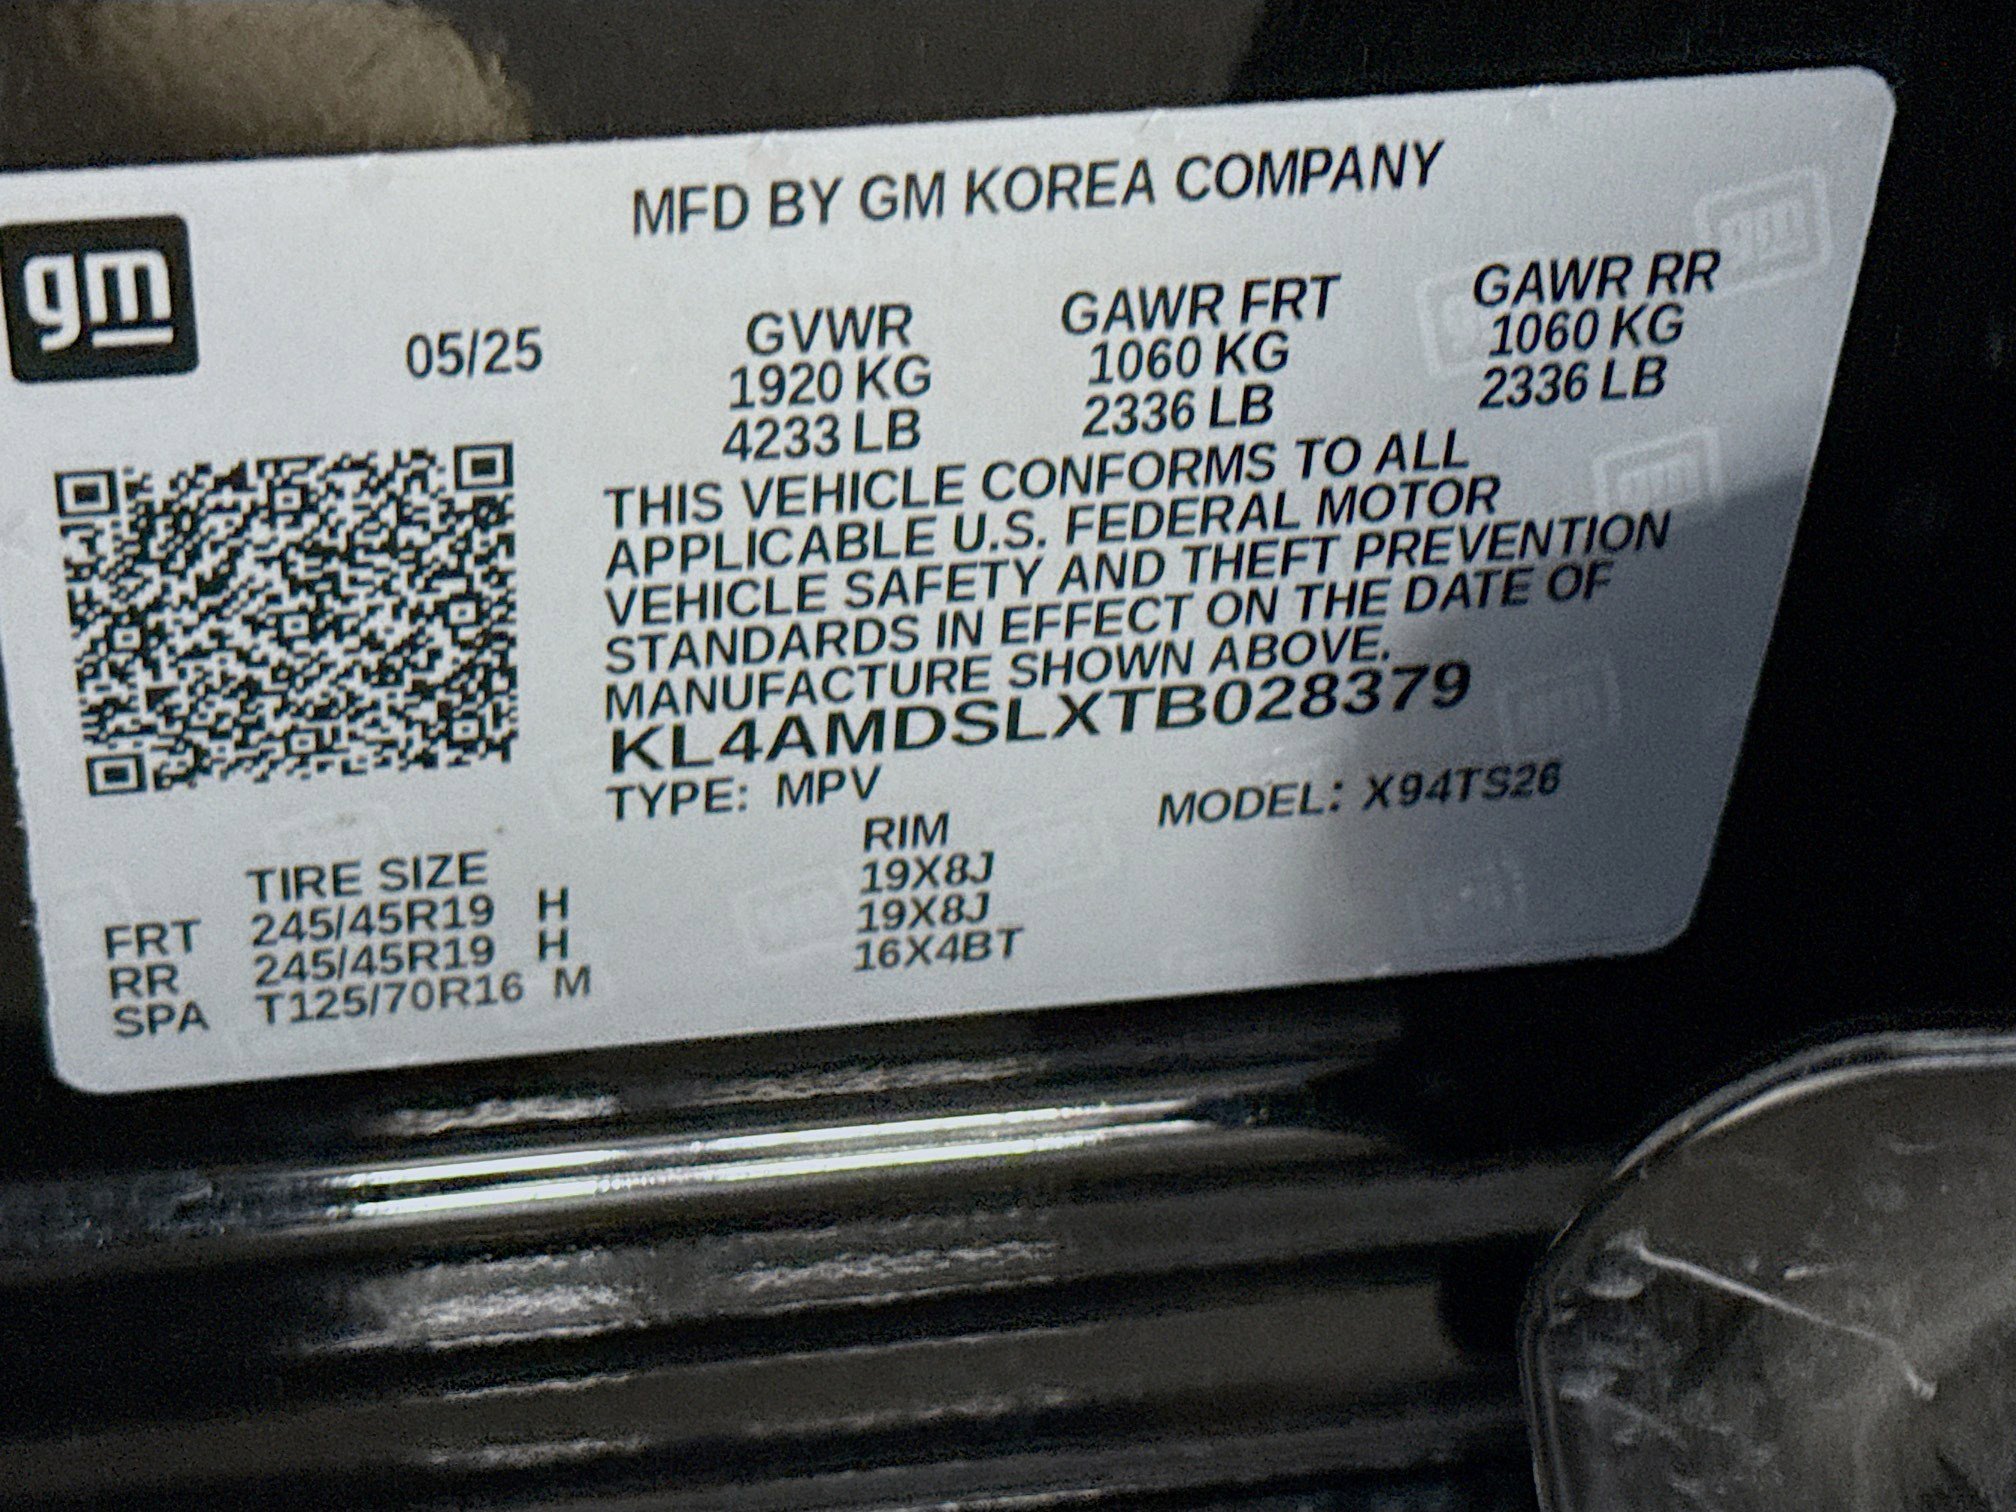 MFD BY GM KOREA COMPANY
gm
05/25
GVWR GAWR FRT GAWR RR
1920 KG 1060 KG 1060 KG
4233 LB 2336 LB 2336 LB
THIS VEHICLE CONFORMS TO ALL
APPLICABLE U.S. FEDERAL MOTOR
VEHICLE SAFETY AND THEFT PREVENTION
STANDARDS IN EFFECT ON THE DATE OF
MANUFACTURE SHOWN ABOVE.
KL4AMDSLXTB028379
TYPE: MPV MODEL: X94TS26
TIRE SIZE RIM
FRT 245/45R19 H 19X8J
RR 245/45R19 H 19X8J
SPA T125/70R16 M 16X4BT